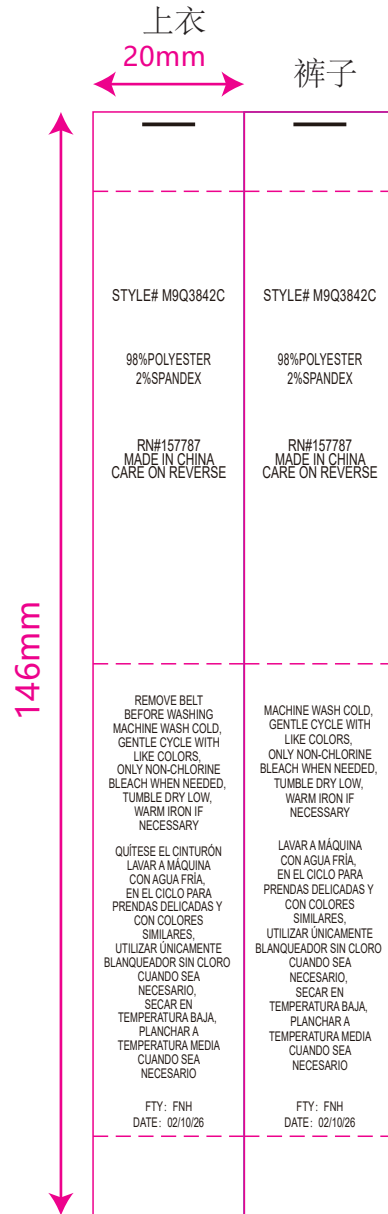 上衣
20mm
裤子
146mm
STYLE# M9Q3842C
98%POLYESTER
2%SPANDEX
RN#157787
MADE IN CHINA
CARE ON REVERSE
REMOVE BELT
BEFORE WASHING
MACHINE WASH COLD,
GENTLE CYCLE WITH
LIKE COLORS,
ONLY NON-CHLORINE
BLEACH WHEN NEEDED,
TUMBLE DRY LOW,
WARM IRON IF
NECESSARY
QUÍTESE EL CINTURÓN
LAVAR A MÁQUINA
CON AGUA FRÍA,
EN EL CICLO PARA
PRENDAS DELICADAS Y
CON COLORES
SIMILARES,
UTILIZAR ÚNICAMENTE
BLANQUEADOR SIN CLORO
CUANDO SEA
NECESARIO,
SECAR EN
TEMPERATURA BAJA,
PLANCHAR A
TEMPERATURA MEDIA
CUANDO SEA
NECESARIO
FTY: FNH
DATE: 02/10/26
STYLE# M9Q3842C
98%POLYESTER
2%SPANDEX
RN#157787
MADE IN CHINA
CARE ON REVERSE
MACHINE WASH COLD,
GENTLE CYCLE WITH
LIKE COLORS,
ONLY NON-CHLORINE
BLEACH WHEN NEEDED,
TUMBLE DRY LOW,
WARM IRON IF
NECESSARY
LAVAR A MÁQUINA
CON AGUA FRÍA,
EN EL CICLO PARA
PRENDAS DELICADAS Y
CON COLORES
SIMILARES,
UTILIZAR ÚNICAMENTE
BLANQUEADOR SIN CLORO
CUANDO SEA
NECESARIO,
SECAR EN
TEMPERATURA BAJA,
PLANCHAR A
TEMPERATURA MEDIA
CUANDO SEA
NECESARIO
FTY: FNH
DATE: 02/10/26